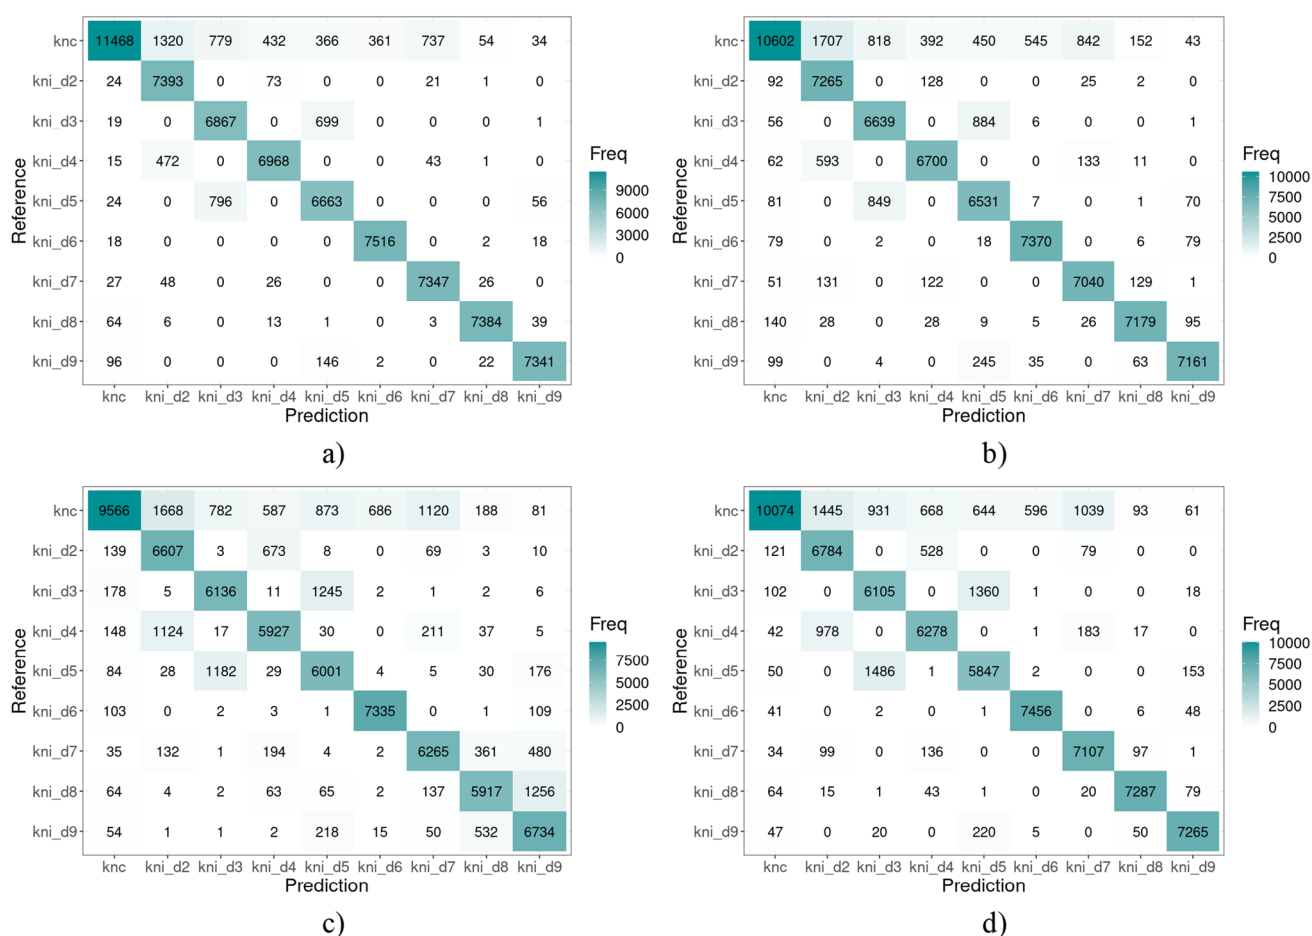 knc 11468 1320 779 432 366 361 737 54 34
kni_d2 24 7393 0 73 0 0 21 1 0
kni_d3 19 0 6867 0 699 0 0 0 1
kni_d4 15 472 0 6968 0 0 43 1 0
kni_d5 24 0 796 0 6663 0 0 0 56
kni_d6 18 0 0 0 0 7516 0 2 18
kni_d7 27 48 0 26 0 0 7347 26 0
kni_d8 64 6 0 13 1 0 3 7384 39
kni_d9 96 0 0 0 146 2 0 22 7341
knc kni_d2 kni_d3 kni_d4 kni_d5 kni_d6 kni_d7 kni_d8 kni_d9
Prediction
Reference
Freq
9000
6000
3000
0
a)
knc 10602 1707 818 392 450 545 842 152 43
kni_d2 92 7265 0 128 0 0 25 2 0
kni_d3 56 0 6639 0 884 6 0 0 1
kni_d4 62 593 0 6700 0 0 133 11 0
kni_d5 81 0 849 0 6531 7 0 1 70
kni_d6 79 0 2 0 18 7370 0 6 79
kni_d7 51 131 0 122 0 0 7040 129 1
kni_d8 140 28 0 28 9 5 26 7179 95
kni_d9 99 0 4 0 245 35 0 63 7161
knc kni_d2 kni_d3 kni_d4 kni_d5 kni_d6 kni_d7 kni_d8 kni_d9
Prediction
Reference
Freq
10000
7500
5000
2500
0
b)
knc 9566 1668 782 587 873 686 1120 188 81
kni_d2 139 6607 3 673 8 0 69 3 10
kni_d3 178 5 6136 11 1245 2 1 2 6
kni_d4 148 1124 17 5927 30 0 211 37 5
kni_d5 84 28 1182 29 6001 4 5 30 176
kni_d6 103 0 2 3 1 7335 0 1 109
kni_d7 35 132 1 194 4 2 6265 361 480
kni_d8 64 4 2 63 65 2 137 5917 1256
kni_d9 54 1 1 2 218 15 50 532 6734
knc kni_d2 kni_d3 kni_d4 kni_d5 kni_d6 kni_d7 kni_d8 kni_d9
Prediction
Reference
Freq
7500
5000
2500
0
c)
knc 10074 1445 931 668 644 596 1039 93 61
kni_d2 121 6784 0 528 0 0 79 0 0
kni_d3 102 0 6105 0 1360 1 0 0 18
kni_d4 42 978 0 6278 0 1 183 17 0
kni_d5 50 0 1486 1 5847 2 0 0 153
kni_d6 41 0 2 0 1 7456 0 6 48
kni_d7 34 99 0 136 0 0 7107 97 1
kni_d8 64 15 1 43 1 0 20 7287 79
kni_d9 47 0 20 0 220 5 0 50 7265
knc kni_d2 kni_d3 kni_d4 kni_d5 kni_d6 kni_d7 kni_d8 kni_d9
Prediction
Reference
Freq
10000
7500
5000
2500
0
d)